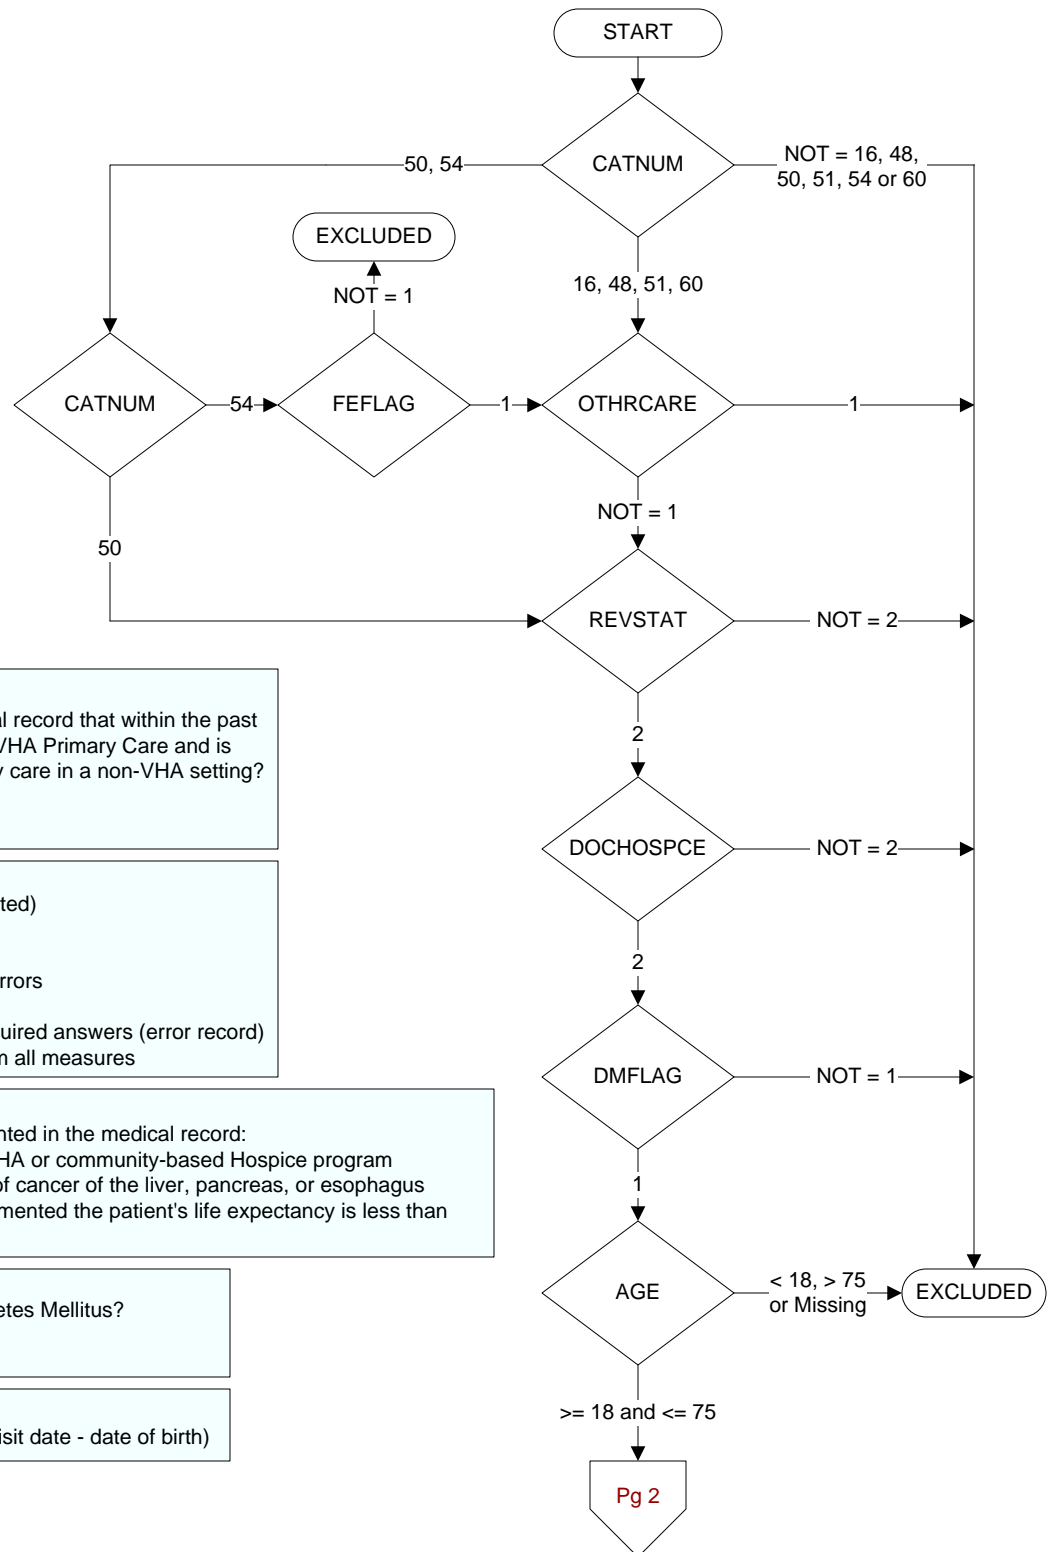 START
CATNUM
50, 54
NOT = 16, 48,
50, 51, 54 or 60
EXCLUDED
NOT = 1
16, 48, 51, 60
CATNUM
54
FEFLAG
1
OTHRCARE
1
NOT = 1
50
REVSTAT
NOT = 2
2
al record that within the past
VHA Primary Care and is
y care in a non-VHA setting?
DOCHOSPCE
NOT = 2
ted)
rrors
uired answers (error record)
m all measures
2
DMFLAG
NOT = 1
nted in the medical record:
HA or community-based Hospice program
of cancer of the liver, pancreas, or esophagus
mented the patient's life expectancy is less than
1
AGE
< 18, > 75
or Missing
EXCLUDED
etes Mellitus?
>= 18 and <= 75
isit date - date of birth)
Pg 2